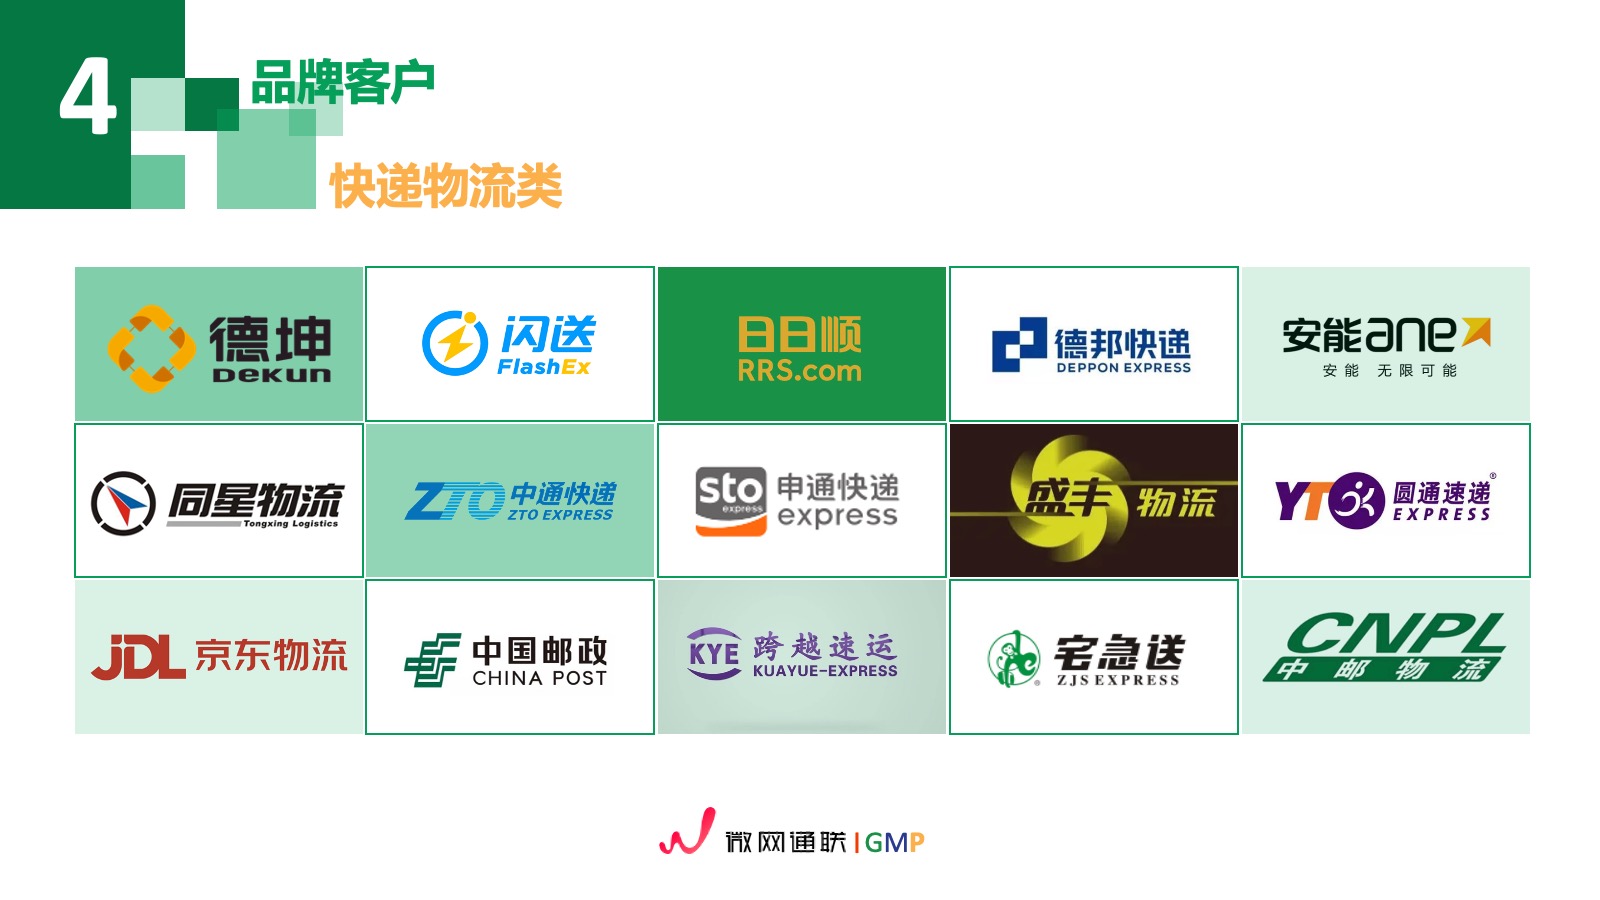 4
品牌客户
快递物流类
德坤
DEKUN
闪送
FlashEx
日日顺
RRS.com
德邦快递
DEPPON EXPRESS
安能ane
安能 无限可能
同星物流
Tongxing Logistics
ZTO 中通快递
ZTO EXPRESS
sto express
申通快递
express
盛丰物流
YTO 圆通速递®
EXPRESS
JDL 京东物流
中国邮政
CHINA POST
KYE 跨越速运
KUAYUE-EXPRESS
宅急送
®
ZJS EXPRESS
CNPL
中邮物流
微网通联|GMP